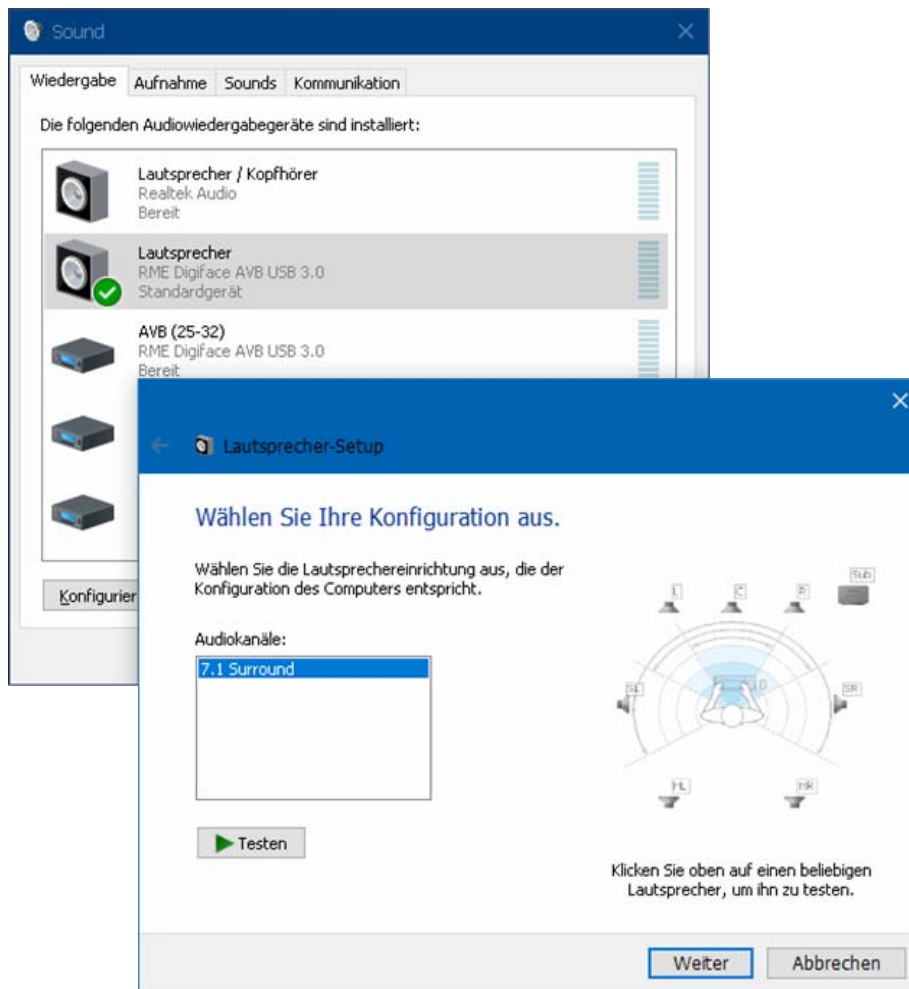 Sound
Wiedergabe Aufnahme Sounds Kommunikation
Die folgenden Audiowiedergabegeräte sind installiert:
Lautsprecher / Kopfhörer
Realtek Audio
Bereit
Lautsprecher
RME Digiface AVB USB 3.0
Standardgerät
AVB (25-32)
RME Digiface AVB USB 3.0
Bereit
Konfigurier
Lautsprecher-Setup
Wählen Sie Ihre Konfiguration aus.
Wählen Sie die Lautsprechereinrichtung aus, die der
Konfiguration des Computers entspricht.
Audiokanäle:
7.1 Surround
Testen
L C R Sub
SL SR
HL HR
Klicken Sie oben auf einen beliebigen
Lautsprecher, um ihn zu testen.
Weiter Abbrechen